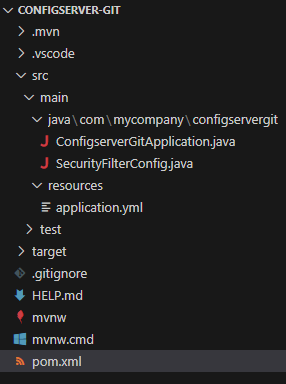 CONFIGSERVER-GIT
.mvn
.vscode
src
main
java\com\mycompany\configservergit
ConfigserverGitApplication.java
SecurityFilterConfig.java
resources
application.yml
test
target
.gitignore
HELP.md
mvnw
mvnw.cmd
pom.xml